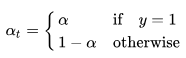 α_t = { α if y = 1
1 − α otherwise